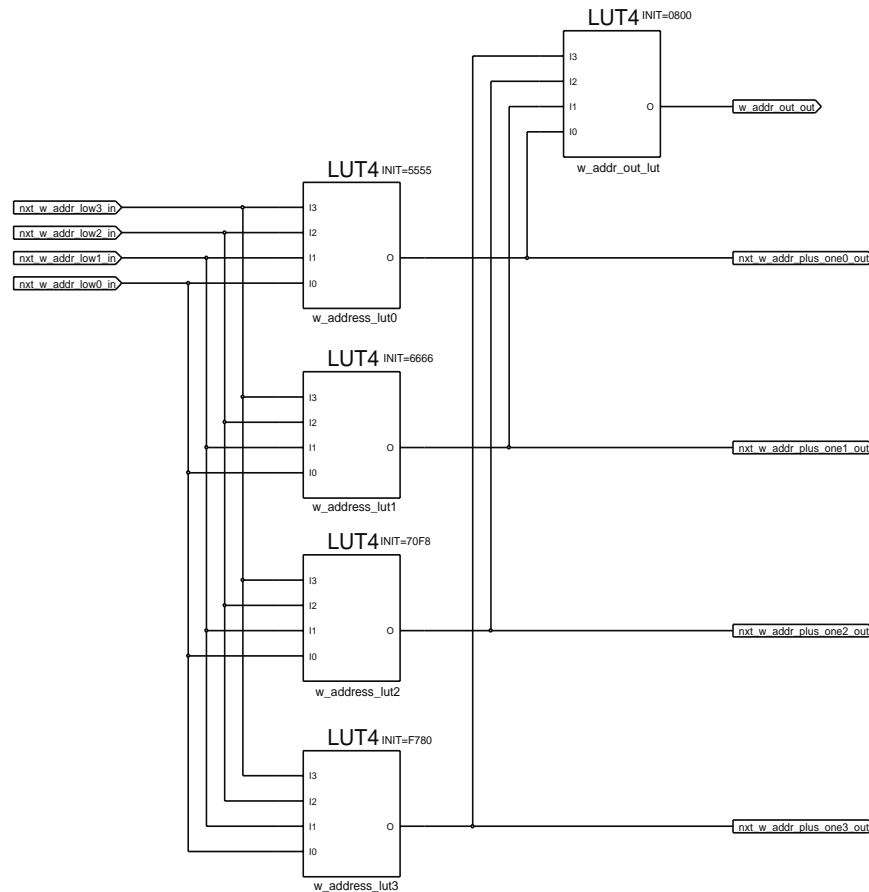 LUT4 INIT=0800
I3
I2
I1 O w_addr_out_out
I0
w_addr_out_lut
LUT4 INIT=5555
nxt_w_addr_low3_in I3
nxt_w_addr_low2_in I2
nxt_w_addr_low1_in I1 O nxt_w_addr_plus_one0_out
nxt_w_addr_low0_in I0
w_address_lut0
LUT4 INIT=6666
I3
I2
I1 O nxt_w_addr_plus_one1_out
I0
w_address_lut1
LUT4 INIT=70F8
I3
I2
I1 O nxt_w_addr_plus_one2_out
I0
w_address_lut2
LUT4 INIT=F780
I3
I2
I1 O nxt_w_addr_plus_one3_out
I0
w_address_lut3